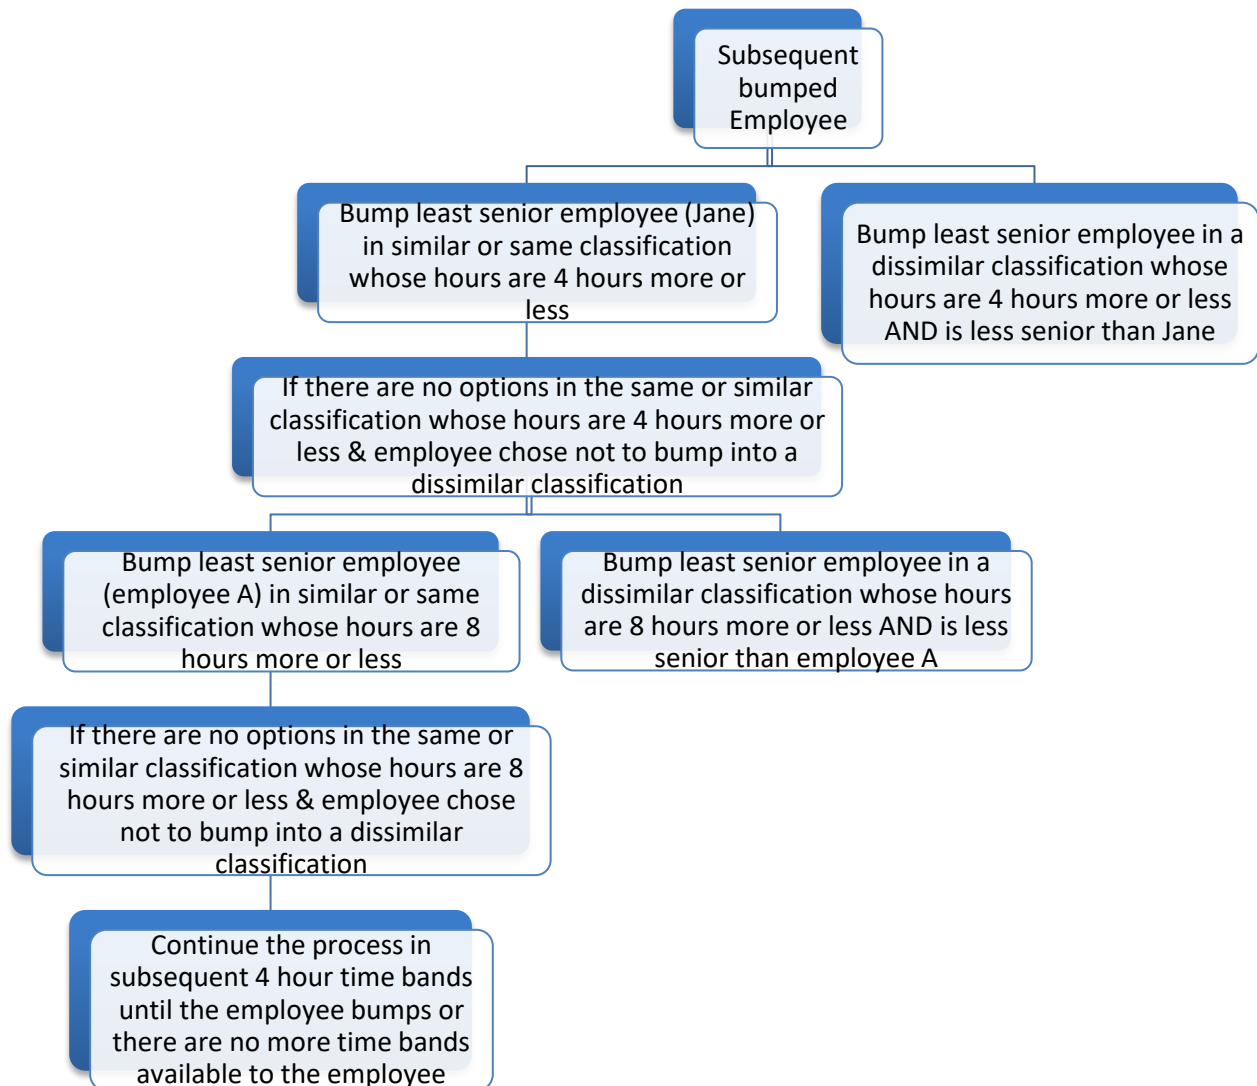 Subsequent
bumped
Employee
Bump least senior employee (Jane)
in similar or same classification
whose hours are 4 hours more or
less
Bump least senior employee in a
dissimilar classification whose
hours are 4 hours more or less
AND is less senior than Jane
If there are no options in the same or similar
classification whose hours are 4 hours more or
less & employee chose not to bump into a
dissimilar classification
Bump least senior employee
(employee A) in similar or same
classification whose hours are 8
hours more or less
Bump least senior employee in a
dissimilar classification whose hours
are 8 hours more or less AND is less
senior than employee A
If there are no options in the same or
similar classification whose hours are 8
hours more or less & employee chose
not to bump into a dissimilar
classification
Continue the process in
subsequent 4 hour time bands
until the employee bumps or
there are no more time bands
available to the employee